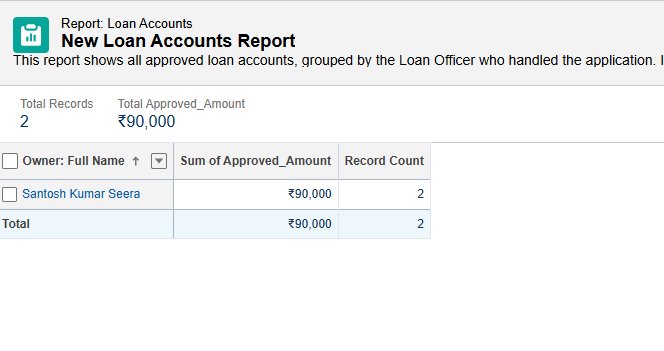 Report: Loan Accounts
New Loan Accounts Report
This report shows all approved loan accounts, grouped by the Loan Officer who handled the application. I
Total Records Total Approved_Amount
2 ₹90,000
Owner: Full Name ↑ Sum of Approved_Amount Record Count
Santosh Kumar Seera ₹90,000 2
Total ₹90,000 2